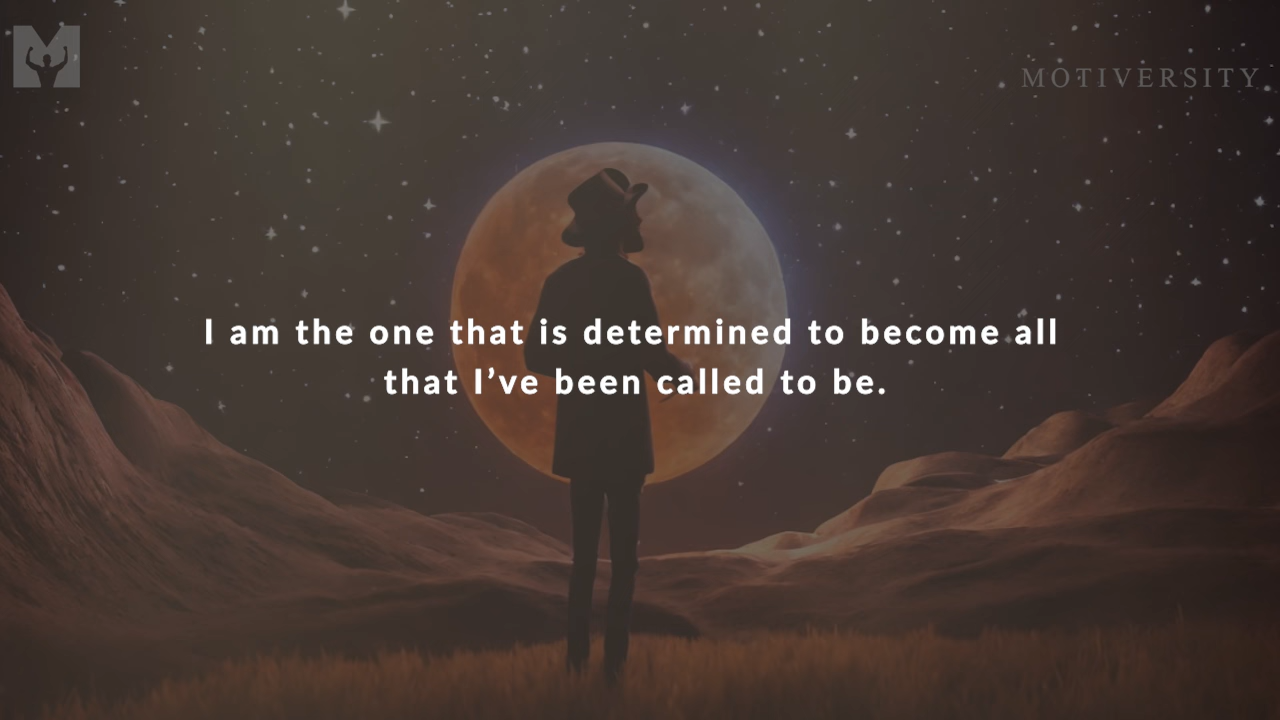 MOTIVERSITY
I am the one that is determined to become all
that I’ve been called to be.